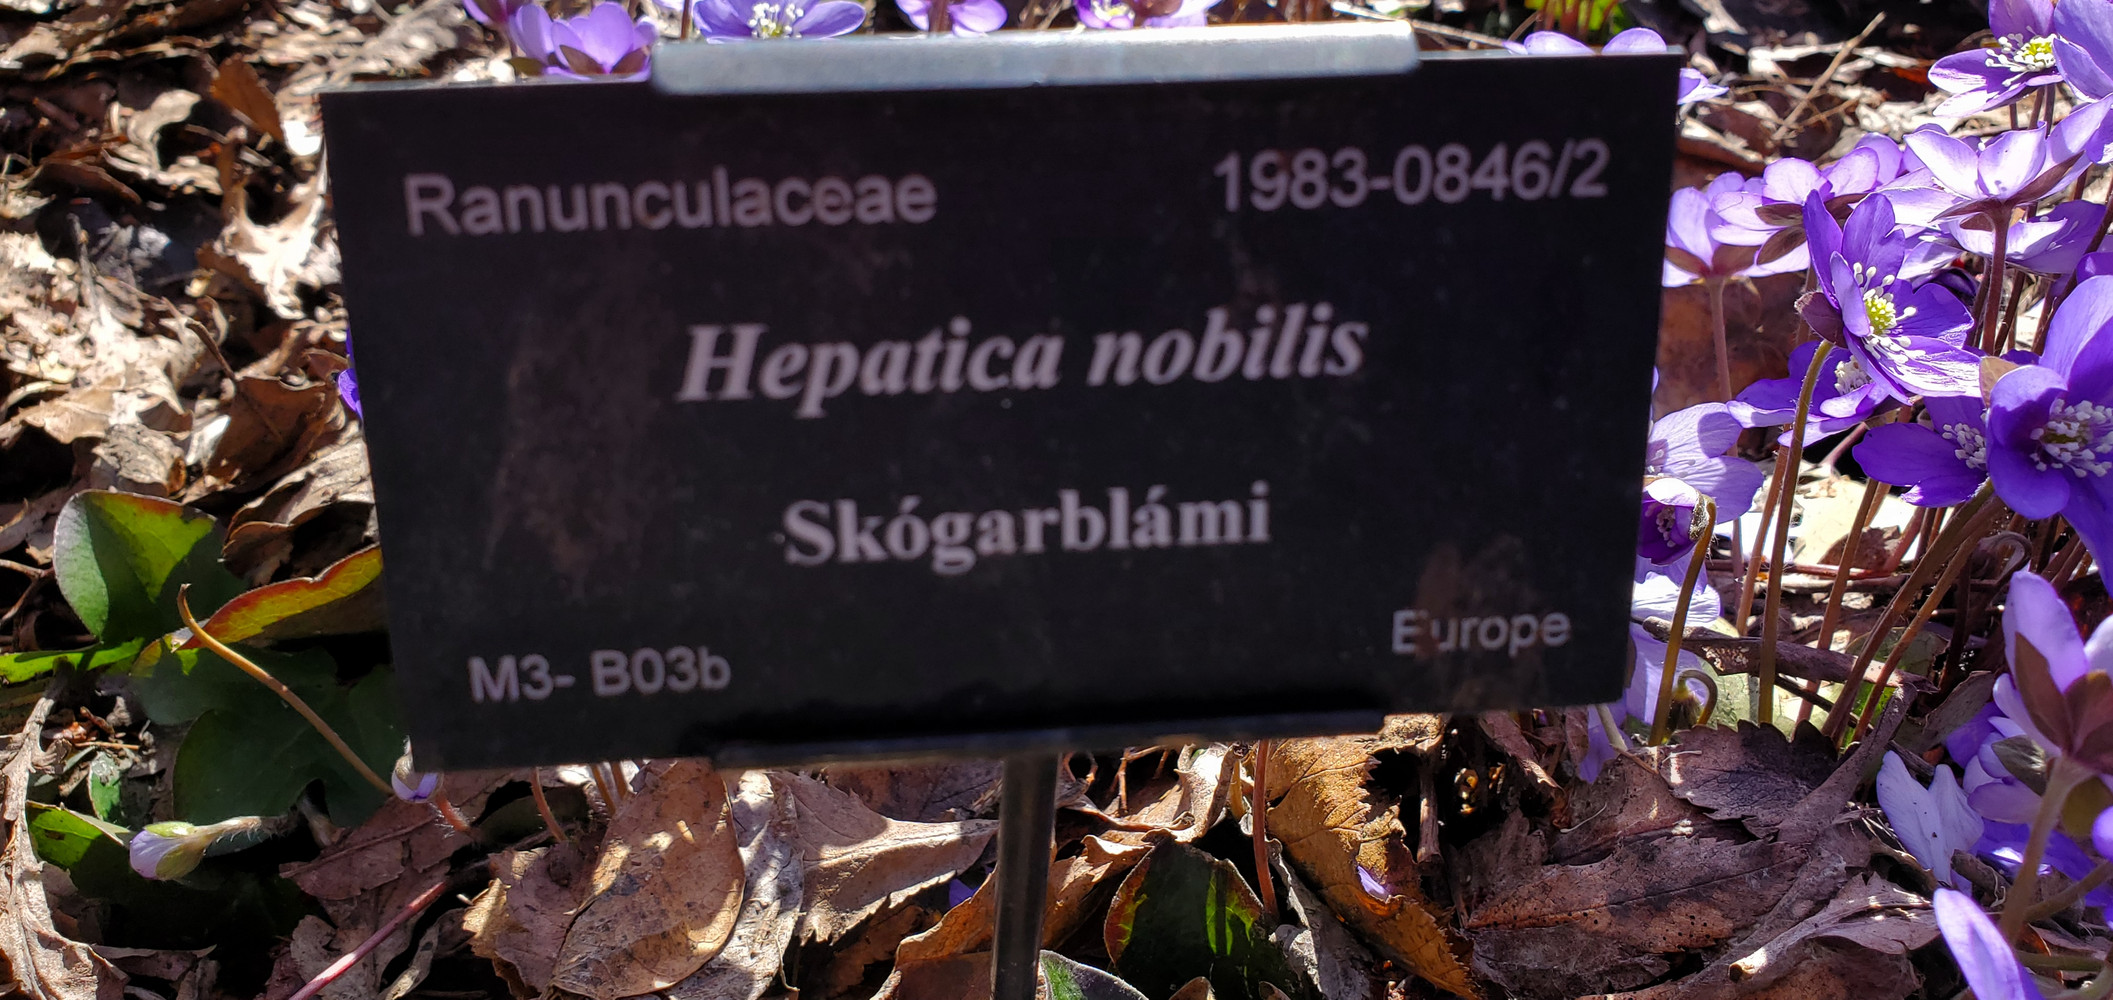 Ranunculaceae 1983-0846/2
Hepatica nobilis
Skógarblámi
M3- B03b Europe